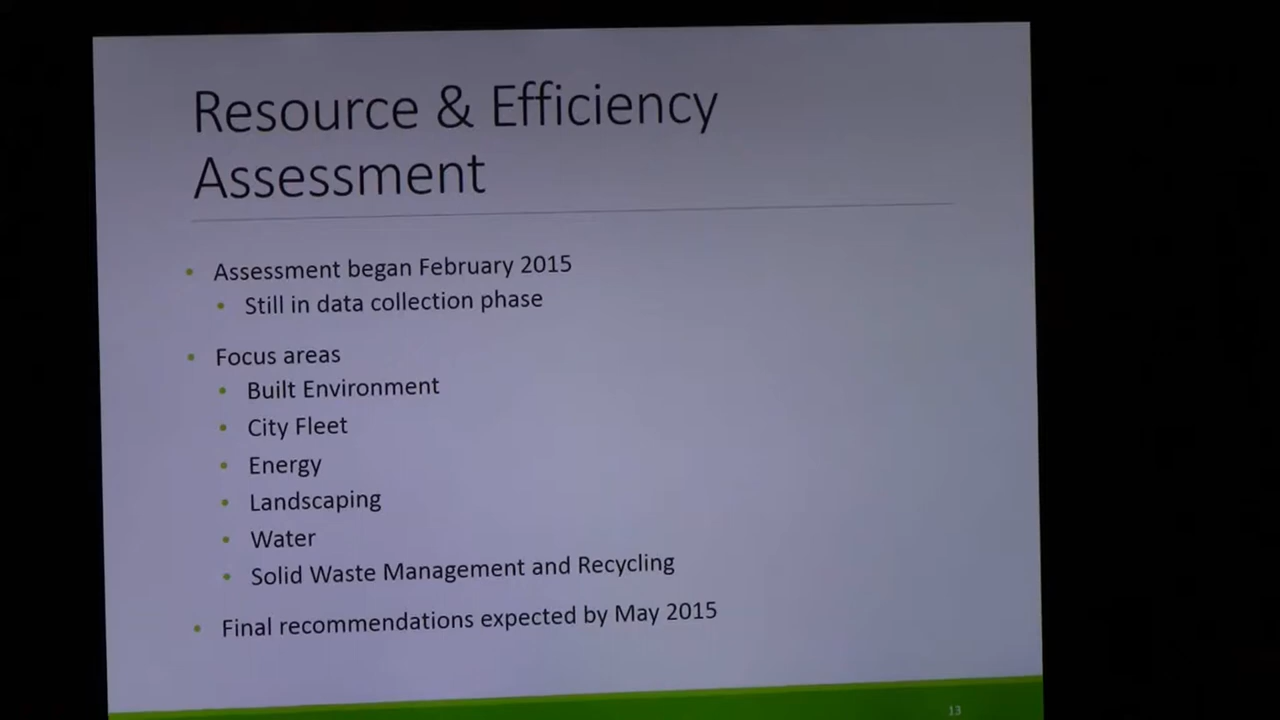 Resource & Efficiency
Assessment
• Assessment began February 2015
• Still in data collection phase
• Focus areas
• Built Environment
• City Fleet
• Energy
• Landscaping
• Water
• Solid Waste Management and Recycling
• Final recommendations expected by May 2015
13